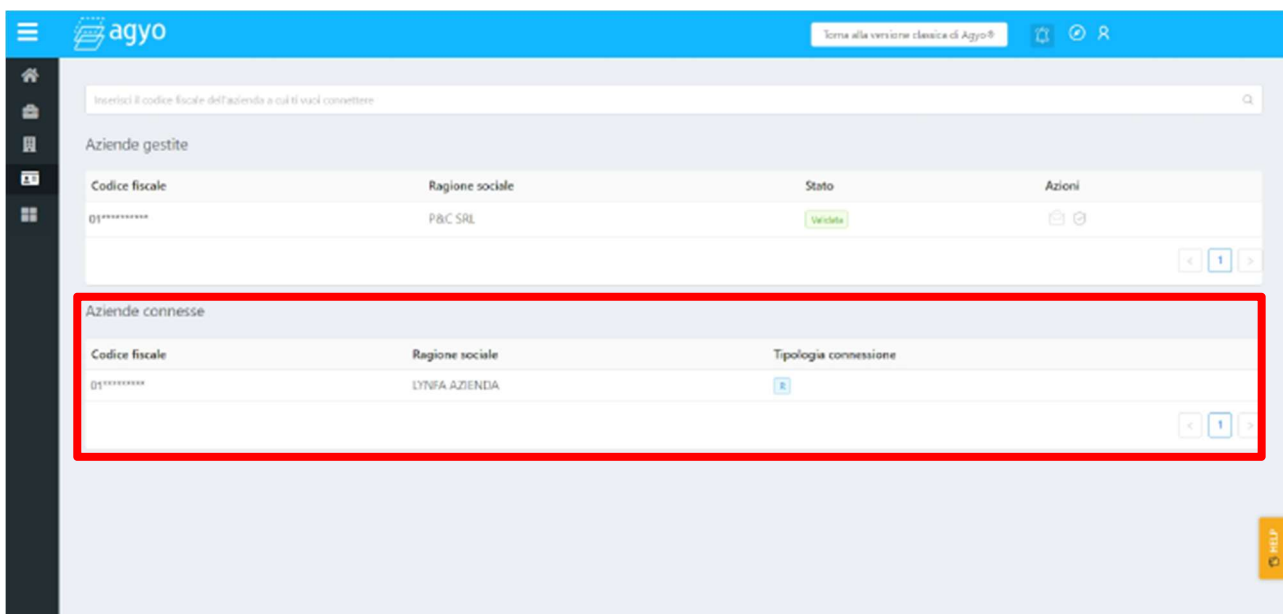 agyo
Torna alla versione classica di Agyo®
Inserisci il codice fiscale dell'azienda a cui ti vuoi connettere
Aziende gestite
Codice fiscale Ragione sociale Stato Azioni
01********** P&C SRL Validata
< 1 >
Aziende connesse
Codice fiscale Ragione sociale Tipologia connessione
01********* LYNFA AZIENDA R
< 1 >
HELP